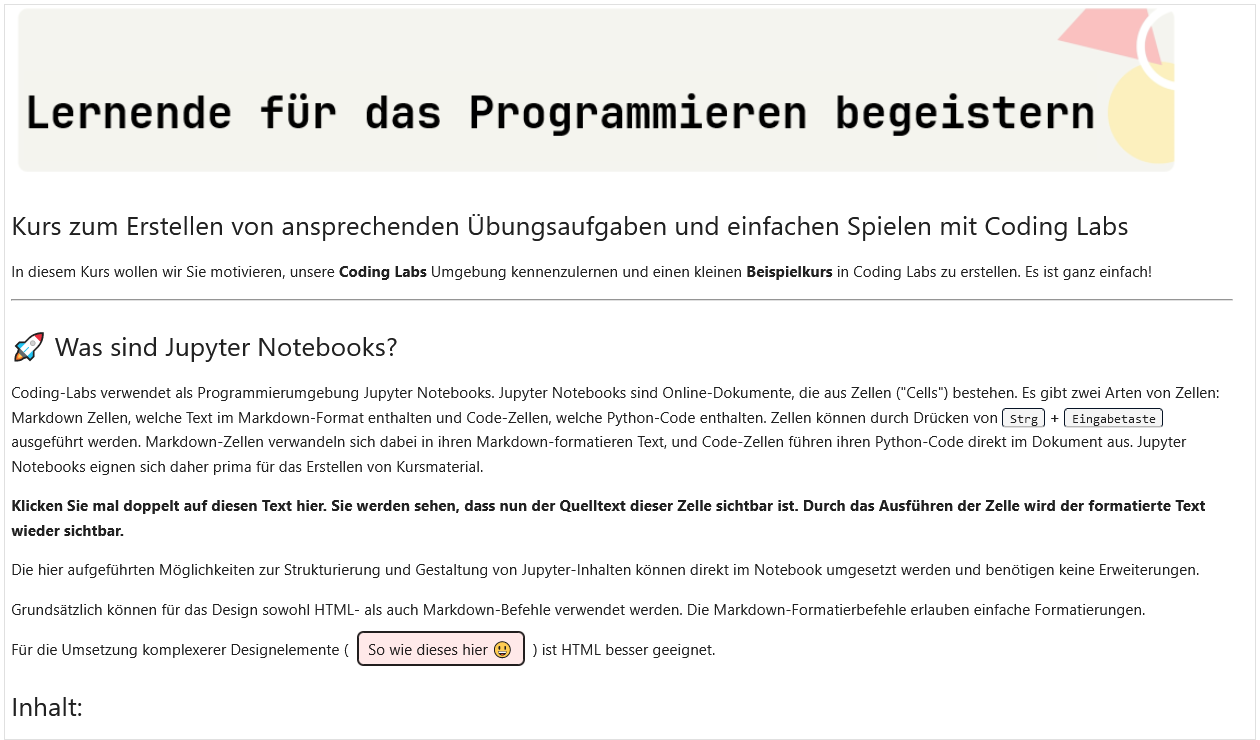 Lernende für das Programmieren begeistern
Kurs zum Erstellen von ansprechenden Übungsaufgaben und einfachen Spielen mit Coding Labs
In diesem Kurs wollen wir Sie motivieren, unsere Coding Labs Umgebung kennenzulernen und einen kleinen Beispielkurs in Coding Labs zu erstellen. Es ist ganz einfach!
🚀 Was sind Jupyter Notebooks?
Coding-Labs verwendet als Programmierumgebung Jupyter Notebooks. Jupyter Notebooks sind Online-Dokumente, die aus Zellen ("Cells") bestehen. Es gibt zwei Arten von Zellen:
Markdown Zellen, welche Text im Markdown-Format enthalten und Code-Zellen, welche Python-Code enthalten. Zellen können durch Drücken von Strg + Eingabetaste
ausgeführt werden. Markdown-Zellen verwandeln sich dabei in ihren Markdown-formatieren Text, und Code-Zellen führen ihren Python-Code direkt im Dokument aus. Jupyter
Notebooks eignen sich daher prima für das Erstellen von Kursmaterial.
Klicken Sie mal doppelt auf diesen Text hier. Sie werden sehen, dass nun der Quelltext dieser Zelle sichtbar ist. Durch das Ausführen der Zelle wird der formatierte Text
wieder sichtbar.
Die hier aufgeführten Möglichkeiten zur Strukturierung und Gestaltung von Jupyter-Inhalten können direkt im Notebook umgesetzt werden und benötigen keine Erweiterungen.
Grundsätzlich können für das Design sowohl HTML- als auch Markdown-Befehle verwendet werden. Die Markdown-Formatierbefehle erlauben einfache Formatierungen.
Für die Umsetzung komplexerer Designelemente ( So wie dieses hier 😃 ) ist HTML besser geeignet.
Inhalt: